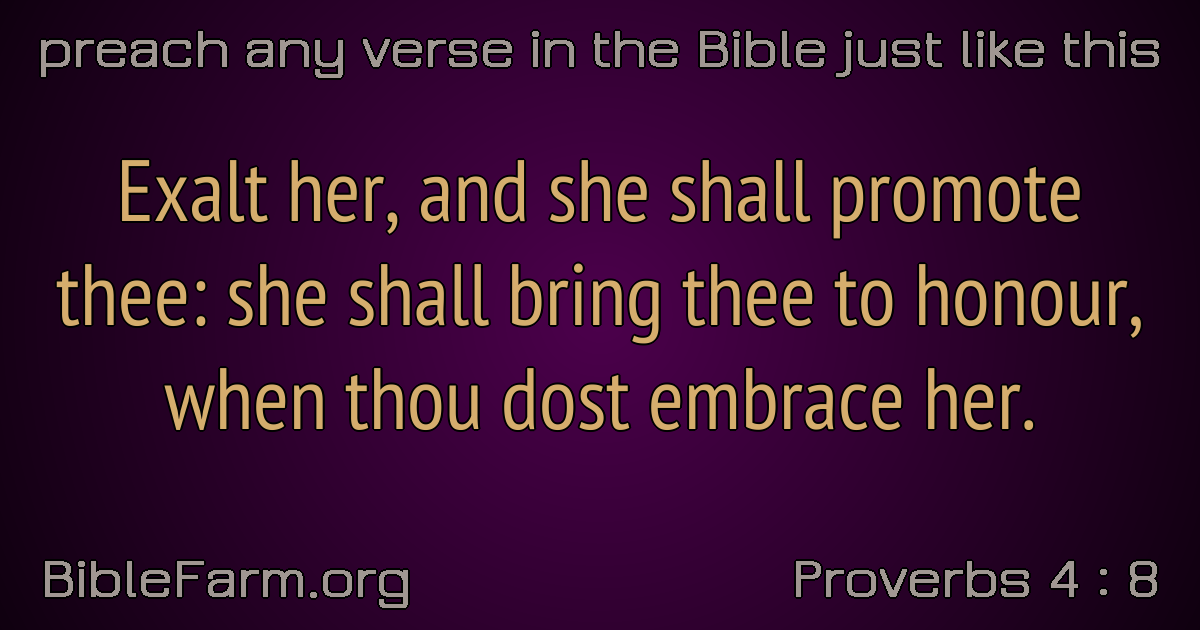 preach any verse in the Bible just like this
Exalt her, and she shall promote
thee: she shall bring thee to honour,
when thou dost embrace her.
BibleFarm.org
Proverbs 4 : 8